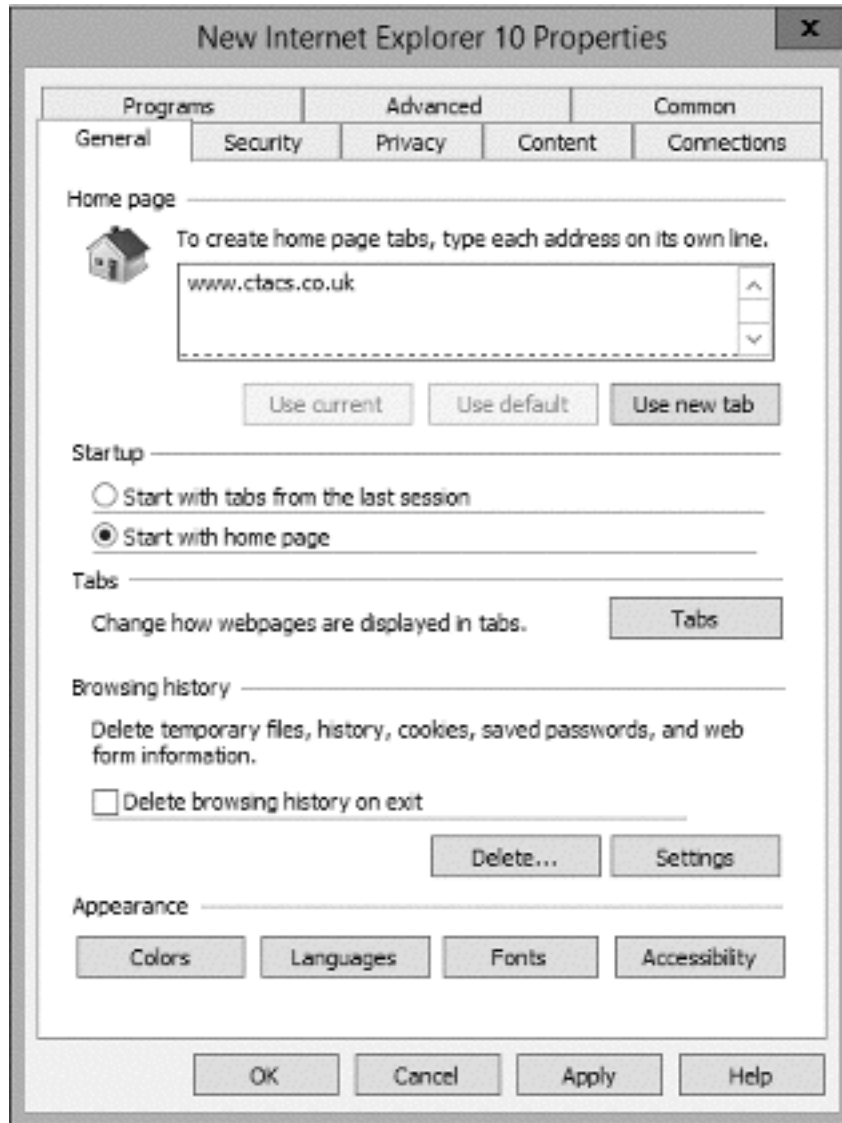 New Internet Explorer 10 Properties
x
Programs Advanced Common
General Security Privacy Content Connections
Home page
To create home page tabs, type each address on its own line.
www.ctacs.co.uk
Use current Use default Use new tab
Startup
Start with tabs from the last session
Start with home page
Tabs
Change how webpages are displayed in tabs. Tabs
Browsing history
Delete temporary files, history, cookies, saved passwords, and web
form information.
Delete browsing history on exit
Delete... Settings
Appearance
Colors Languages Fonts Accessibility
OK Cancel Apply Help